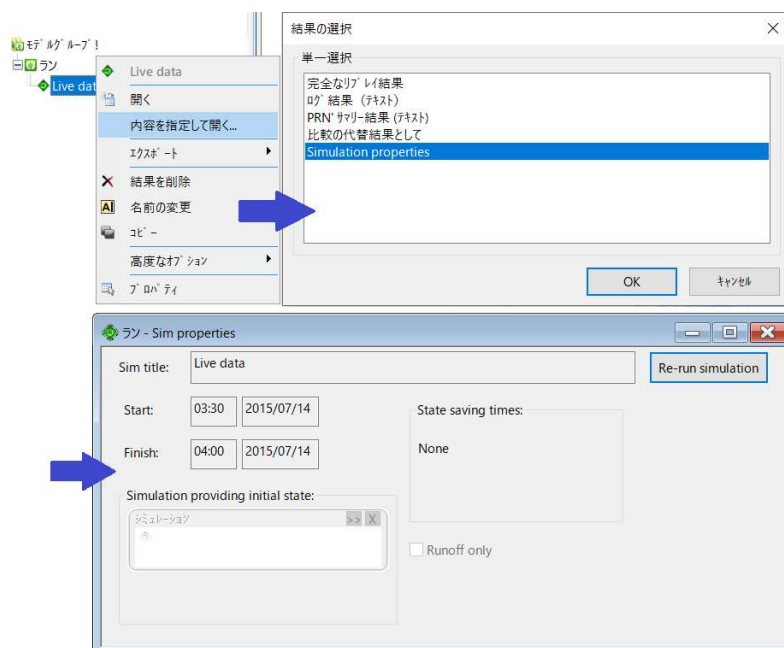 ﾓﾃﾞﾙｸﾞﾙｰﾌﾟ!
ラン
Live dat
Live data
開く
内容を指定して開く...
ｴｸｽﾎﾟｰﾄ
結果を削除
名前の変更
ｺﾋﾟｰ
高度なｵﾌﾟｼｮﾝ
ﾌﾟﾛﾊﾟﾃｨ
結果の選択
単一選択
完全なﾘﾌﾟﾚｲ結果
ﾛｸﾞ結果（ﾃｷｽﾄ）
PRN'ｻﾏﾘｰ結果(ﾃｷｽﾄ)
比較の代替結果として
Simulation properties
OK
ｷｬﾝｾﾙ
ラン - Sim properties
Sim title: Live data Re-run simulation
Start: 03:30 2015/07/14 State saving times:
Finish: 04:00 2015/07/14 None
Simulation providing initial state:
ｼﾐｭﾚｰｼｮﾝ >> X
Runoff only